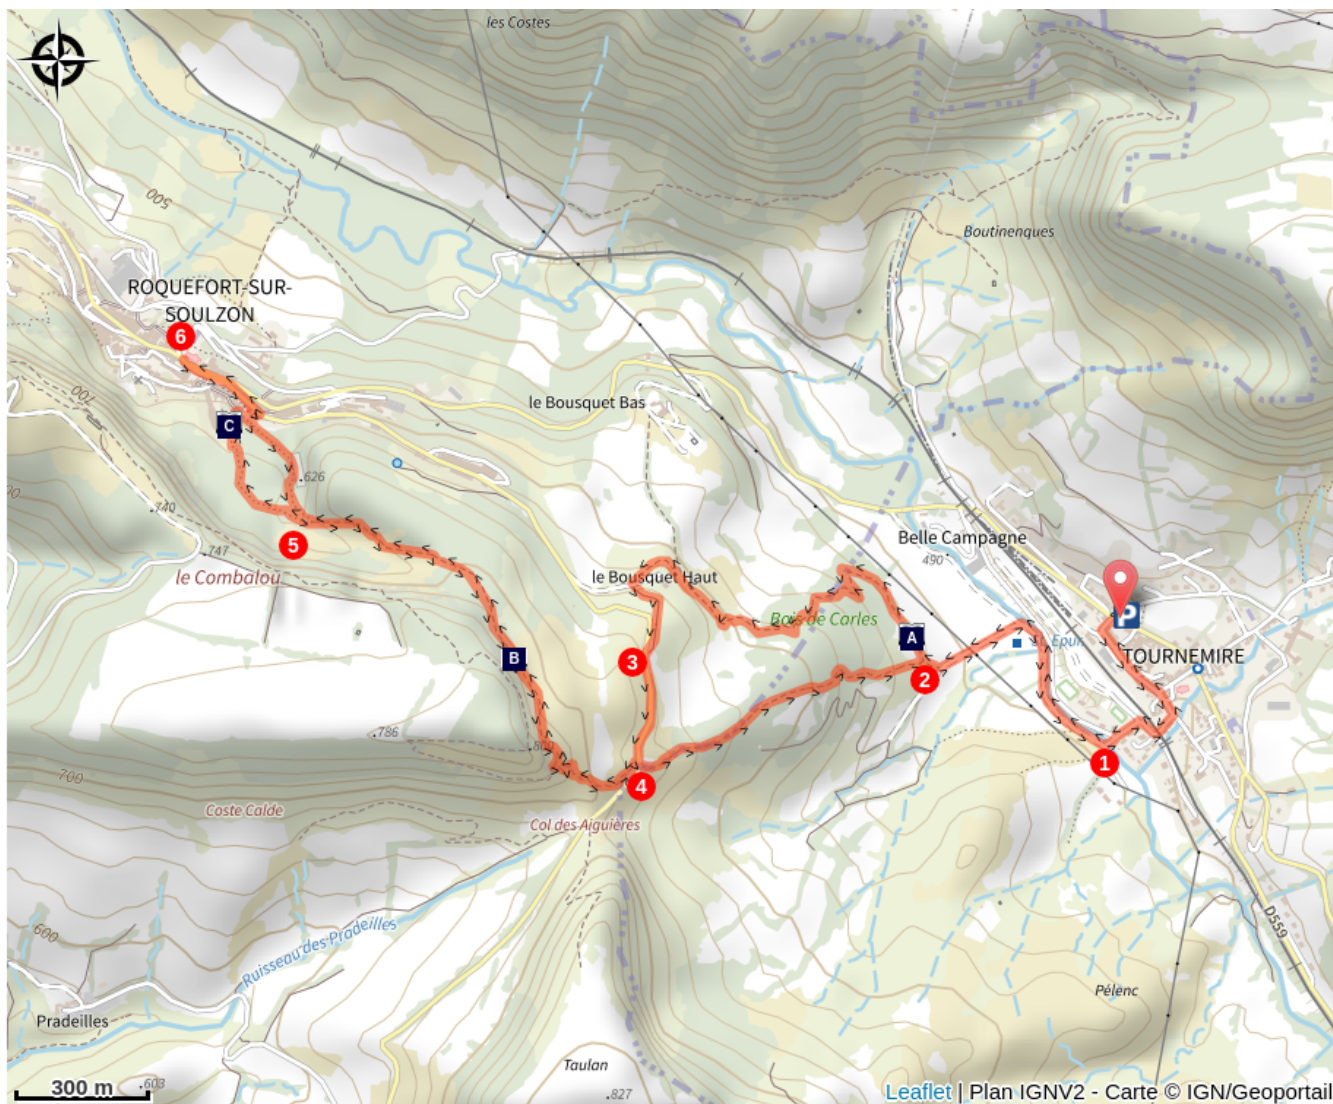 les Costes
500
Boutinenques
ROQUEFORT-SUR-
SOULZON
6
700
le Bousquet Bas
C
626
740
Belle Campagne
490
5
747
le Combalou
le Bousquet Haut
P
Bois de Carles
A
Epur
TOURNEMIRE
B
3
2
786
800
1
700
4
Coste Calde
Col des Aiguières
600
Ruisseau des Pradeilles
D559
Pélenc
Pradeilles
Taulan
300 m
603
827
Leaflet | Plan IGNV2 - Carte © IGN/Geoportail